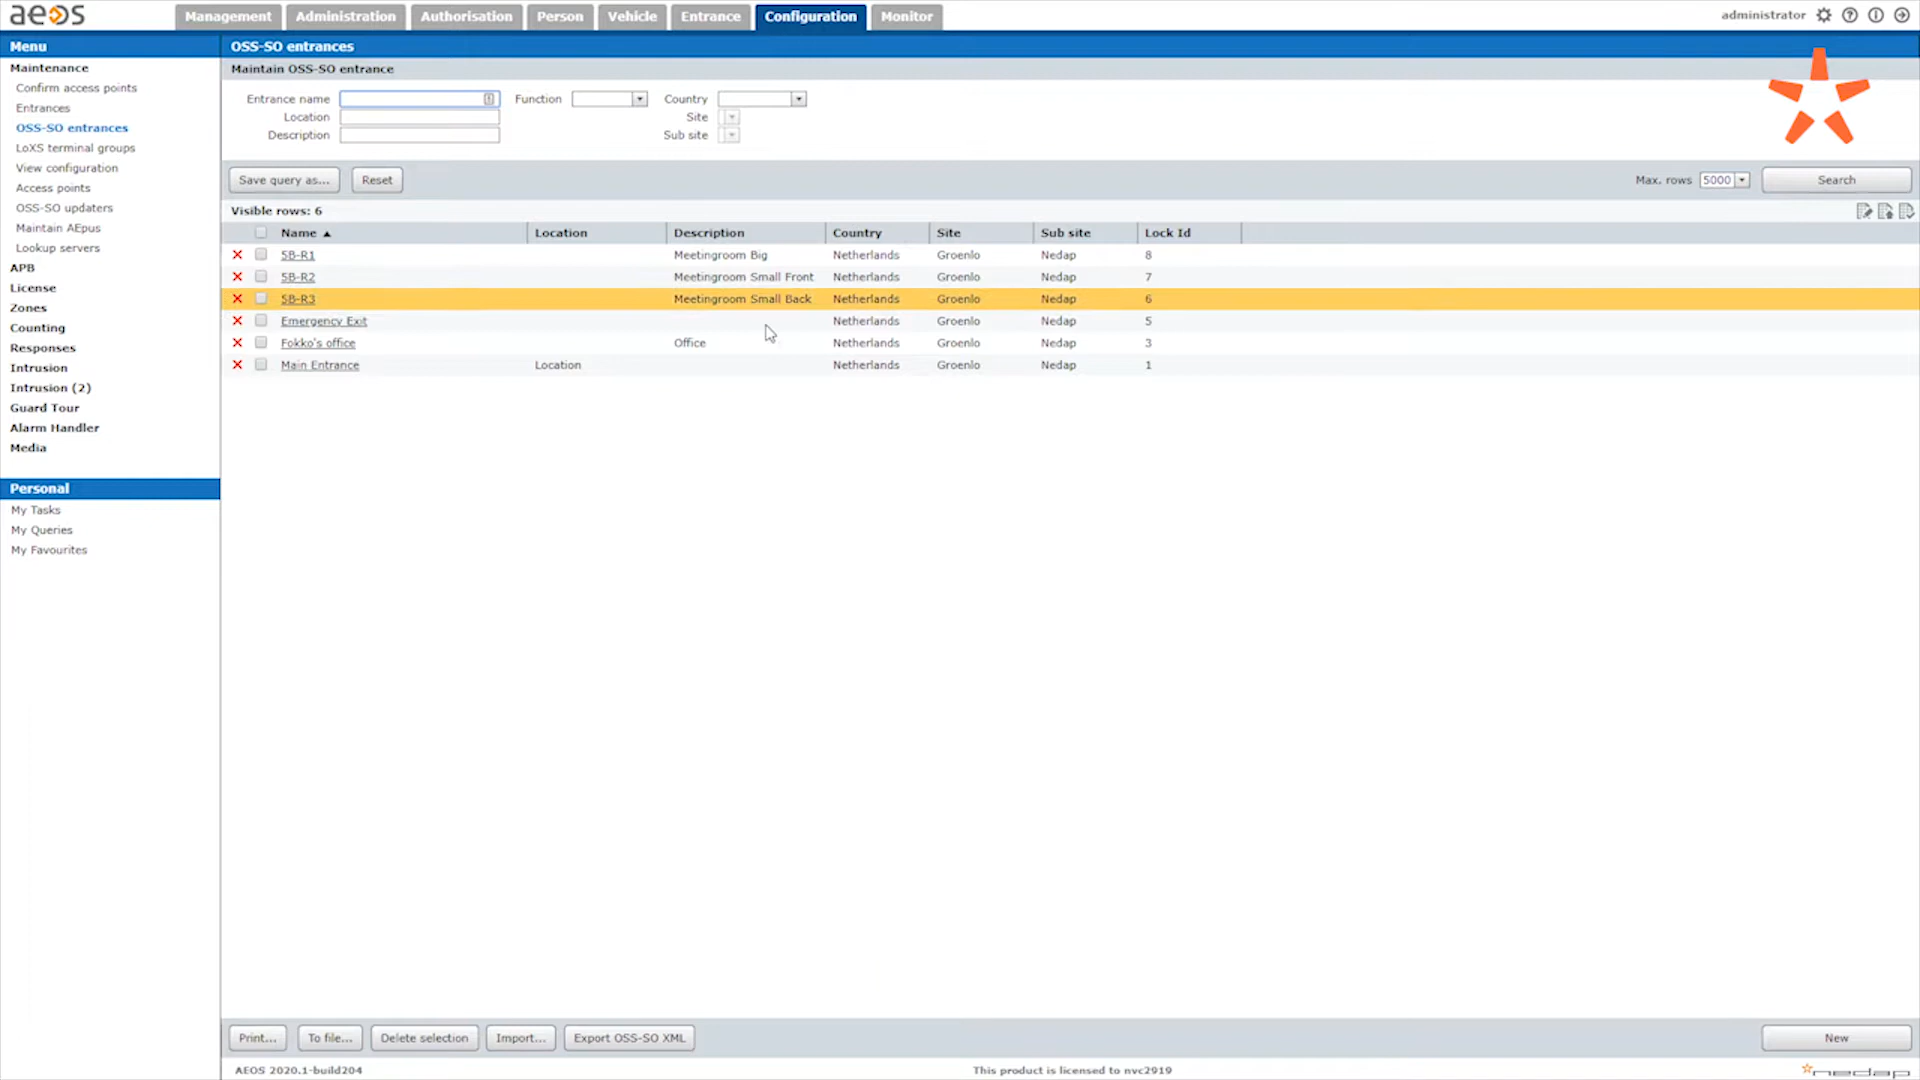 aeos
Management Administration Authorisation Person Vehicle Entrance Configuration Monitor
administrator
Menu
Maintenance
Confirm access points
Entrances
OSS-SO entrances
LoXS terminal groups
View configuration
Access points
OSS-SO updaters
Maintain AEpus
Lookup servers
APB
License
Zones
Counting
Responses
Intrusion
Intrusion (2)
Guard Tour
Alarm Handler
Media
Personal
My Tasks
My Queries
My Favourites
OSS-SO entrances
Maintain OSS-SO entrance
Entrance name Function Country
Location Site
Description Sub site
Save query as... Reset Max. rows 5000 Search
Visible rows: 6
Name Location Description Country Site Sub site Lock Id
5B-R1 Meetingroom Big Netherlands Groenlo Nedap 8
5B-R2 Meetingroom Small Front Netherlands Groenlo Nedap 7
5B-R3 Meetingroom Small Back Netherlands Groenlo Nedap 6
Emergency Exit Netherlands Groenlo Nedap 5
Fokko's office Office Netherlands Groenlo Nedap 3
Main Entrance Location Netherlands Groenlo Nedap 1
Print... To file... Delete selection Import... Export OSS-SO XML New
AEOS 2020.1-build204 This product is licensed to nvc2919 nedap